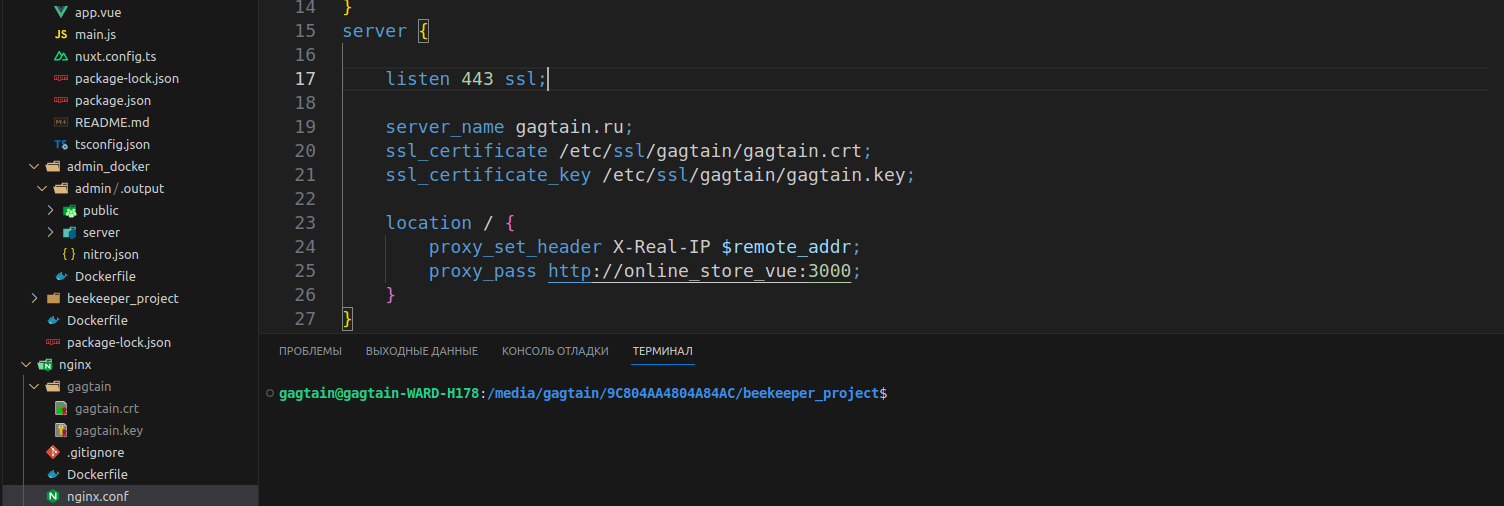 app.vue
JS main.js
nuxt.config.ts
package-lock.json
package.json
README.md
TS tsconfig.json
admin_docker
admin/.output
public
server
{} nitro.json
Dockerfile
beekeeper_project
Dockerfile
package-lock.json
nginx
gagtain
gagtain.crt
gagtain.key
.gitignore
Dockerfile
N nginx.conf
14 }
15 server {
16
17 listen 443 ssl;
18
19 server_name gagtain.ru;
20 ssl_certificate /etc/ssl/gagtain/gagtain.crt;
21 ssl_certificate_key /etc/ssl/gagtain/gagtain.key;
22
23 location / {
24 proxy_set_header X-Real-IP $remote_addr;
25 proxy_pass http://online_store_vue:3000;
26 }
27 }
ПРОБЛЕМЫ ВЫХОДНЫЕ ДАННЫЕ КОНСОЛЬ ОТЛАДКИ ТЕРМИНАЛ
gagtain@gagtain-WARD-H178:/media/gagtain/9C804AA4804A84AC/beekeeper_project$